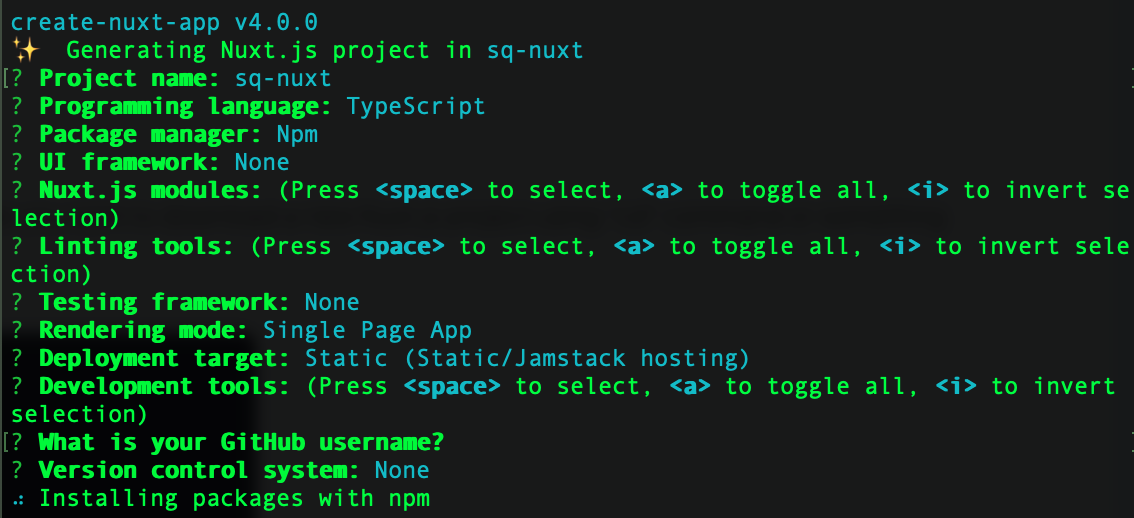 create-nuxt-app v4.0.0
✨  Generating Nuxt.js project in sq-nuxt
[? Project name: sq-nuxt
? Programming language: TypeScript
? Package manager: Npm
? UI framework: None
? Nuxt.js modules: (Press <space> to select, <a> to toggle all, <i> to invert se
lection)
? Linting tools: (Press <space> to select, <a> to toggle all, <i> to invert sele
ction)
? Testing framework: None
? Rendering mode: Single Page App
? Deployment target: Static (Static/Jamstack hosting)
? Development tools: (Press <space> to select, <a> to toggle all, <i> to invert
selection)
[? What is your GitHub username?
? Version control system: None
⠴ Installing packages with npm